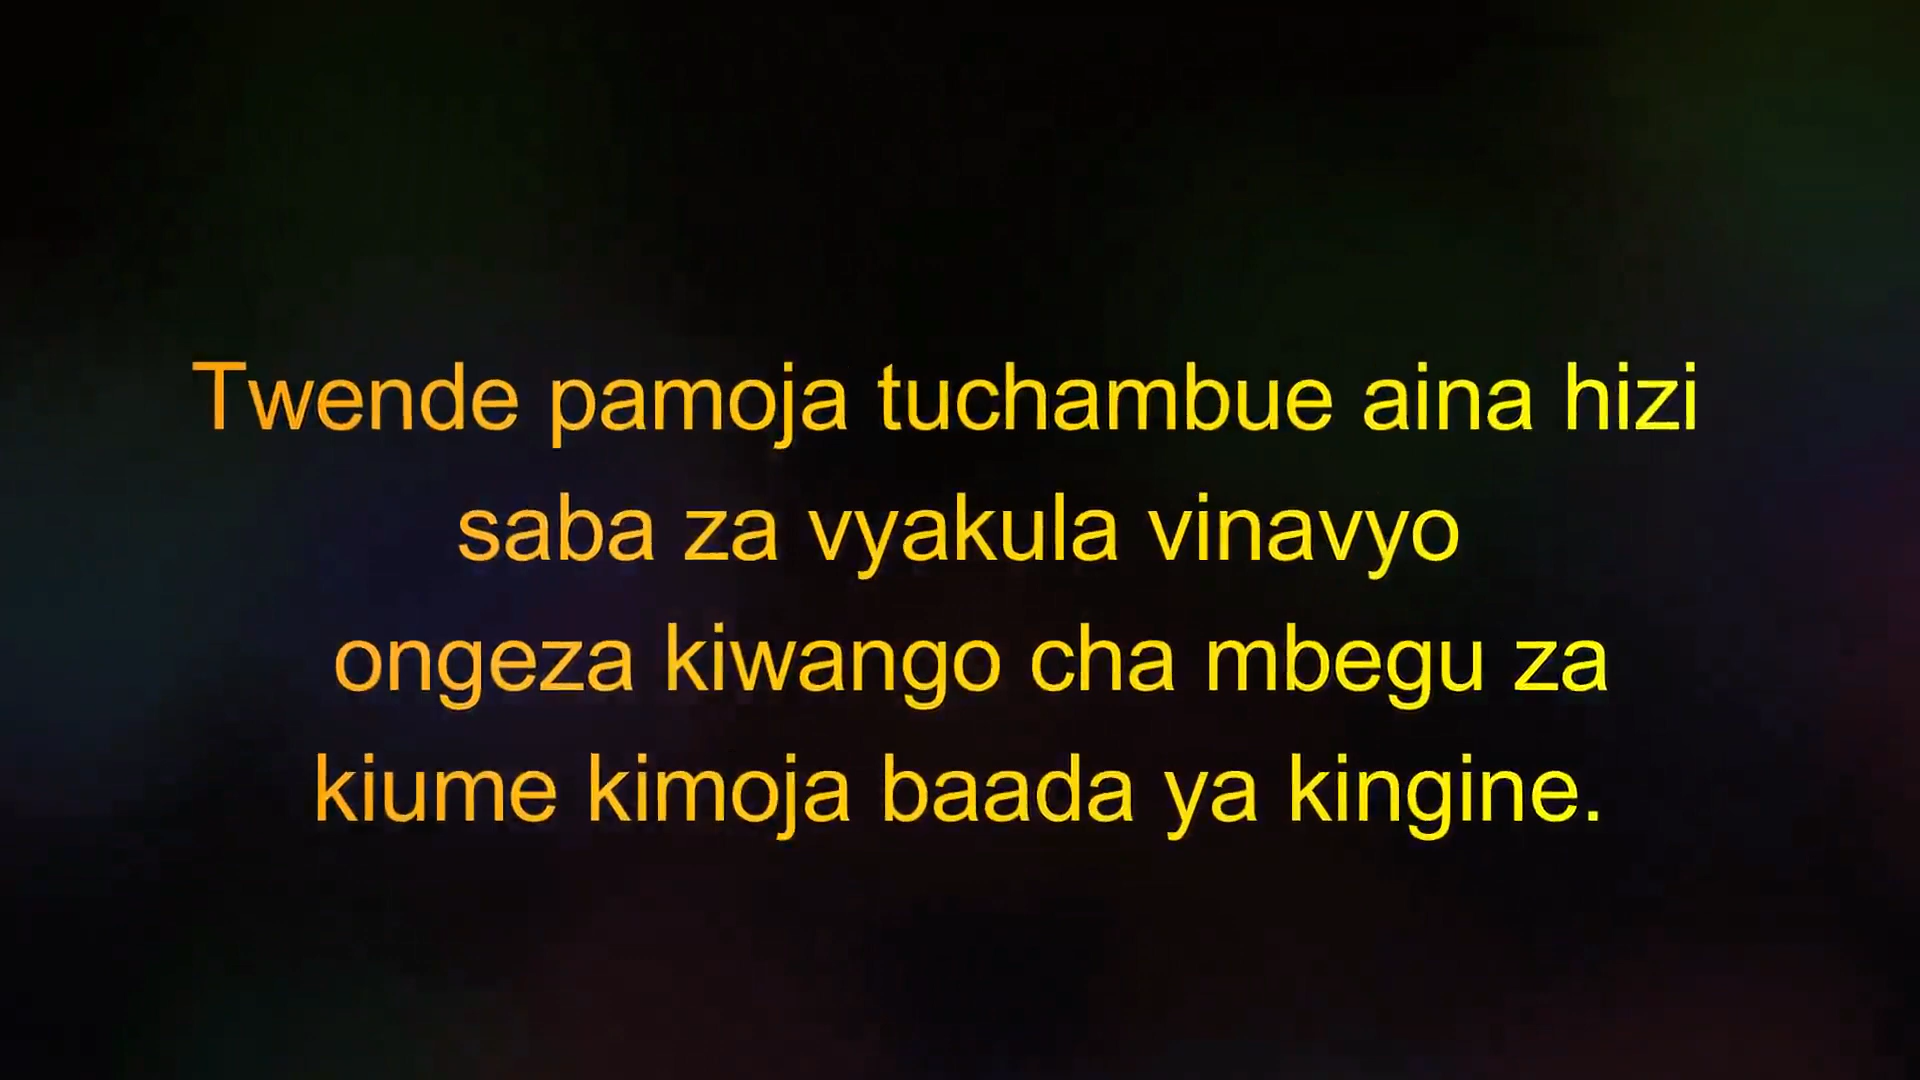 Twende pamoja tuchambue aina hizi
saba za vyakula vinavyo
ongeza kiwango cha mbegu za
kiume kimoja baada ya kingine.